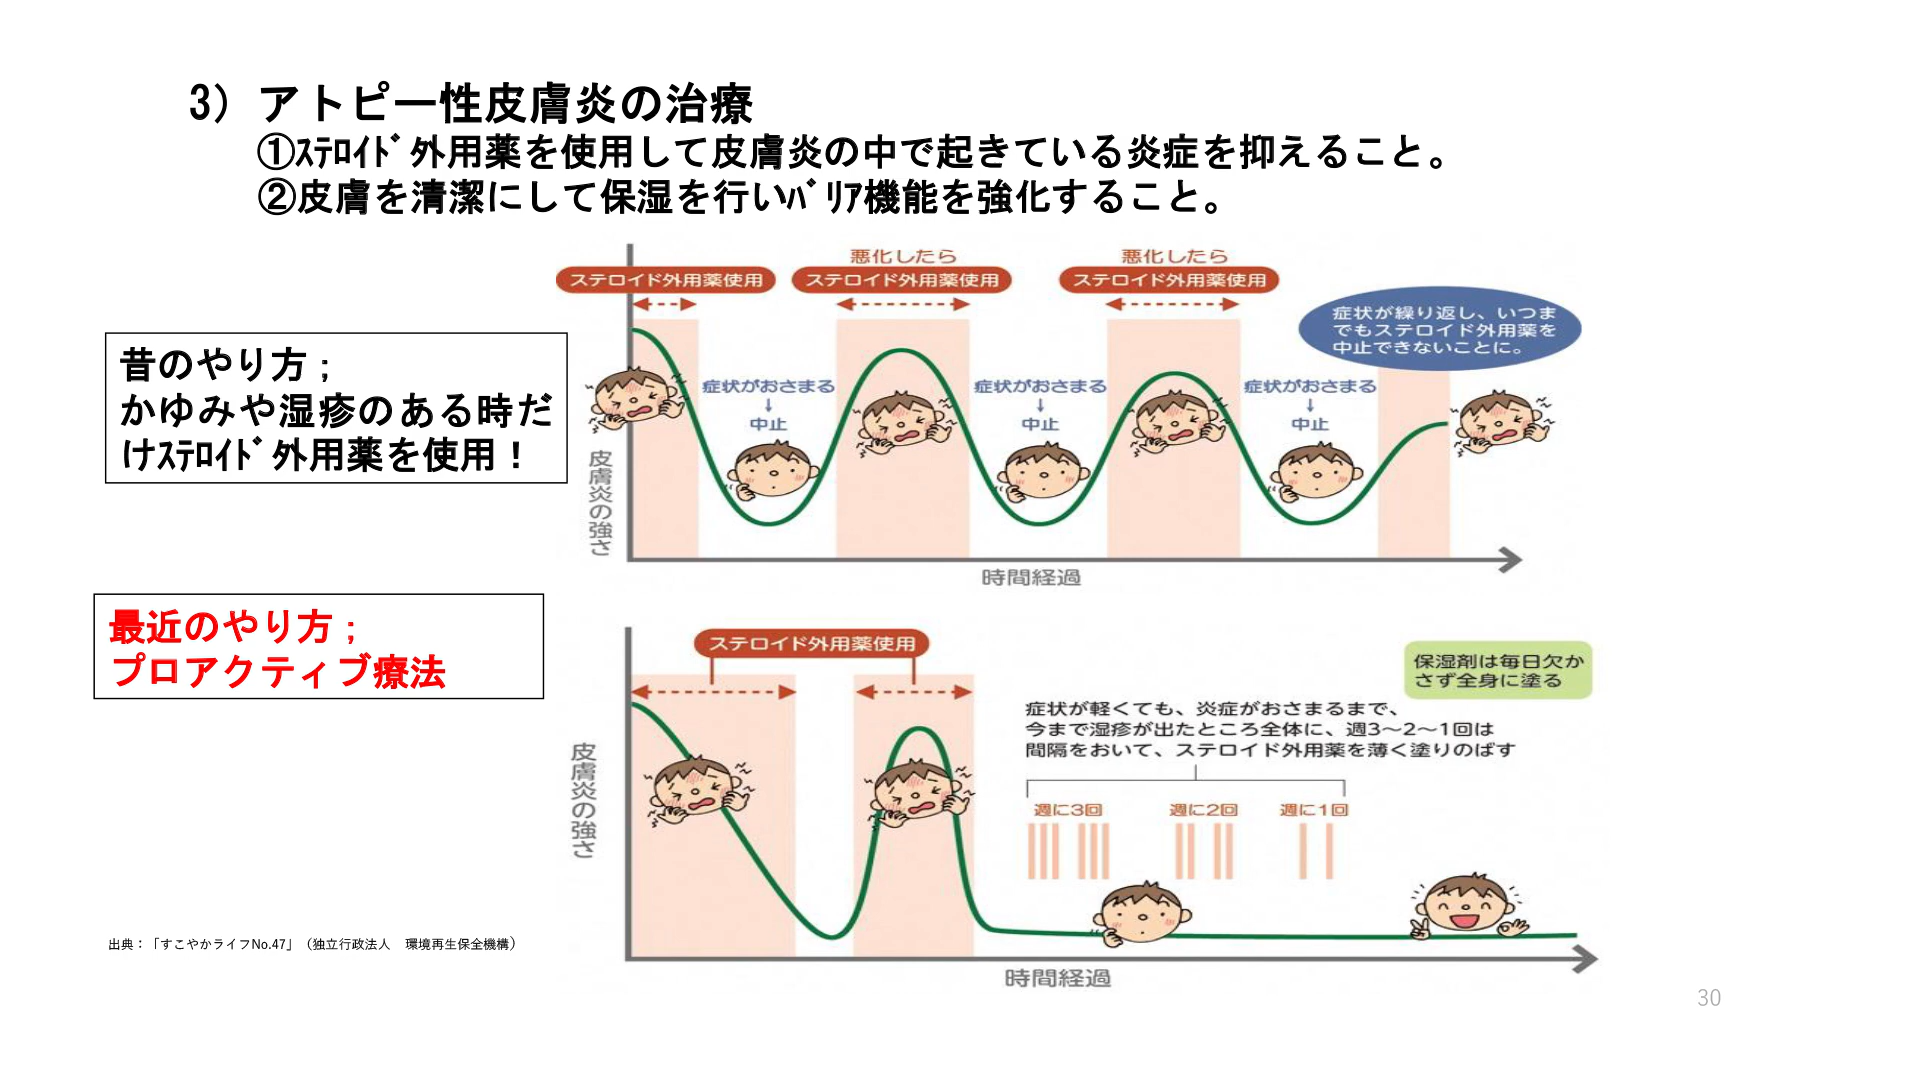 3) アトピー性皮膚炎の治療
①ｽﾃﾛｲﾄﾞ外用薬を使用して皮膚炎の中で起きている炎症を抑えること。
②皮膚を清潔にして保湿を行いﾊﾞﾘｱ機能を強化すること。
昔のやり方；
かゆみや湿疹のある時だ
けｽﾃﾛｲﾄﾞ外用薬を使用！
ステロイド外用薬使用
悪化したら
ステロイド外用薬使用
悪化したら
ステロイド外用薬使用
症状が繰り返し、いつま
でもステロイド外用薬を
中止できないことに。
症状がおさまる
↓
中止
症状がおさまる
↓
中止
症状がおさまる
↓
中止
皮膚炎の強さ
時間経過
最近のやり方；
プロアクティブ療法
ステロイド外用薬使用
保湿剤は毎日欠か
さず全身に塗る
症状が軽くても、炎症がおさまるまで、
今まで湿疹が出たところ全体に、週3～2～1回は
間隔をおいて、ステロイド外用薬を薄く塗りのばす
週に3回
週に2回
週に1回
皮膚炎の強さ
時間経過
出典：「すこやかライフNo.47」（独立行政法人　環境再生保全機構）
30